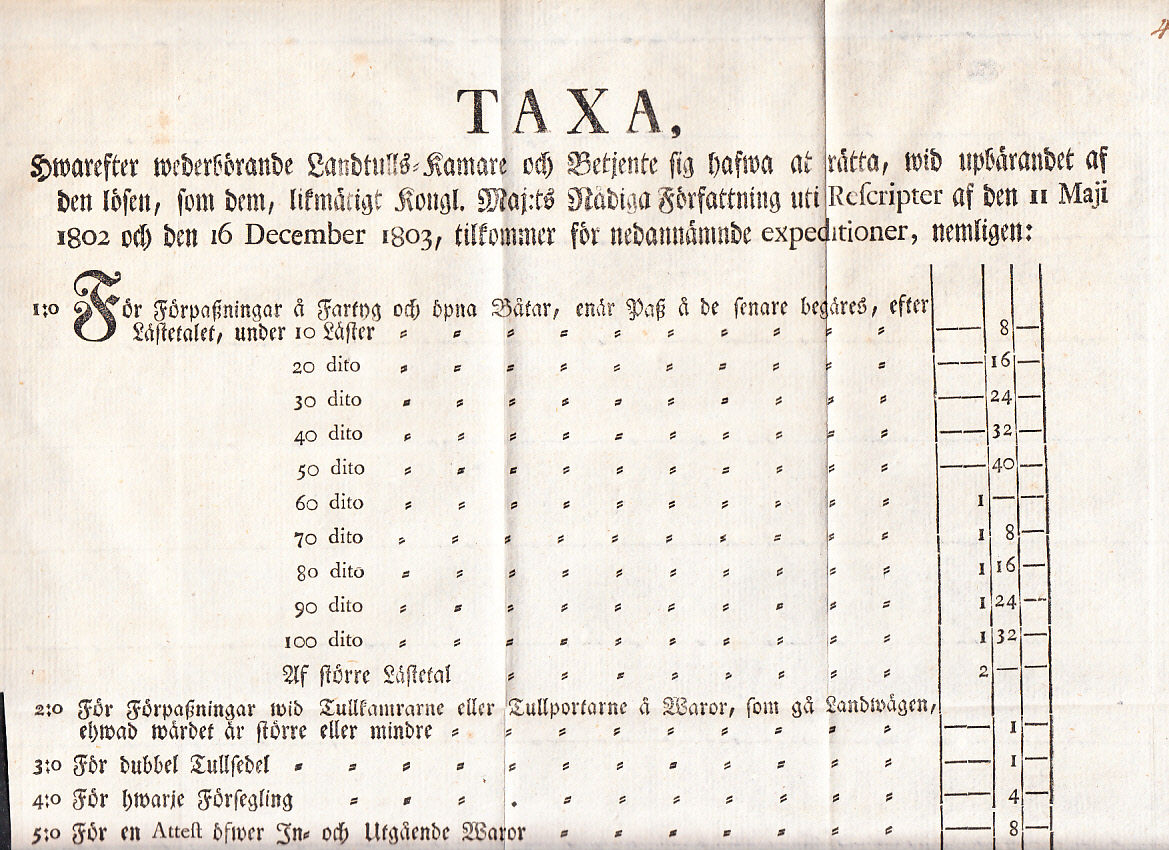 4
TAXA,
Hwarefter wederbörande Landtulls-Kamare och Betjente sig hafwa at rätta, wid upbärandet af
den lösen, som dem, likmätigt Kongl. Maj:ts Nådiga Författning uti Rescripter af den 11 Maji
1802 och den 16 December 1803, tilkommer för nedannämnde expeditioner, nemligen:
1:o För Förpaßningar å Fartyg och öpna Båtar, enär Paß å de senare begäres, efter
Lästetalet, under 10 Läster = = = = = = = = = = — 8 —
20 dito = = = = = = = = = = — 16 —
30 dito = = = = = = = = = = — 24 —
40 dito = = = = = = = = = = — 32 —
50 dito = = = = = = = = = = — 40 —
60 dito = = = = = = = = = = 1 — —
70 dito = = = = = = = = = = 1 8 —
80 dito = = = = = = = = = = 1 16 —
90 dito = = = = = = = = = = 1 24 —
100 dito = = = = = = = = = = 1 32 —
Af större Lästetal = = = = = = = = 2 — —
2:o För Förpaßningar wid Tullkamrarne eller Tullportarne å Waror, som gå Landwägen,
ehwad wärdet är större eller mindre = = = = = = = = = — 1 —
3:o För dubbel Tullsedel = = = = = = = = = = = = — 1 —
4:o För hwarje Försegling = = = . = = = = = = = — 4 —
5:o För en Attest öfwer In- och Utgående Waror = = = = = = = — 8 —